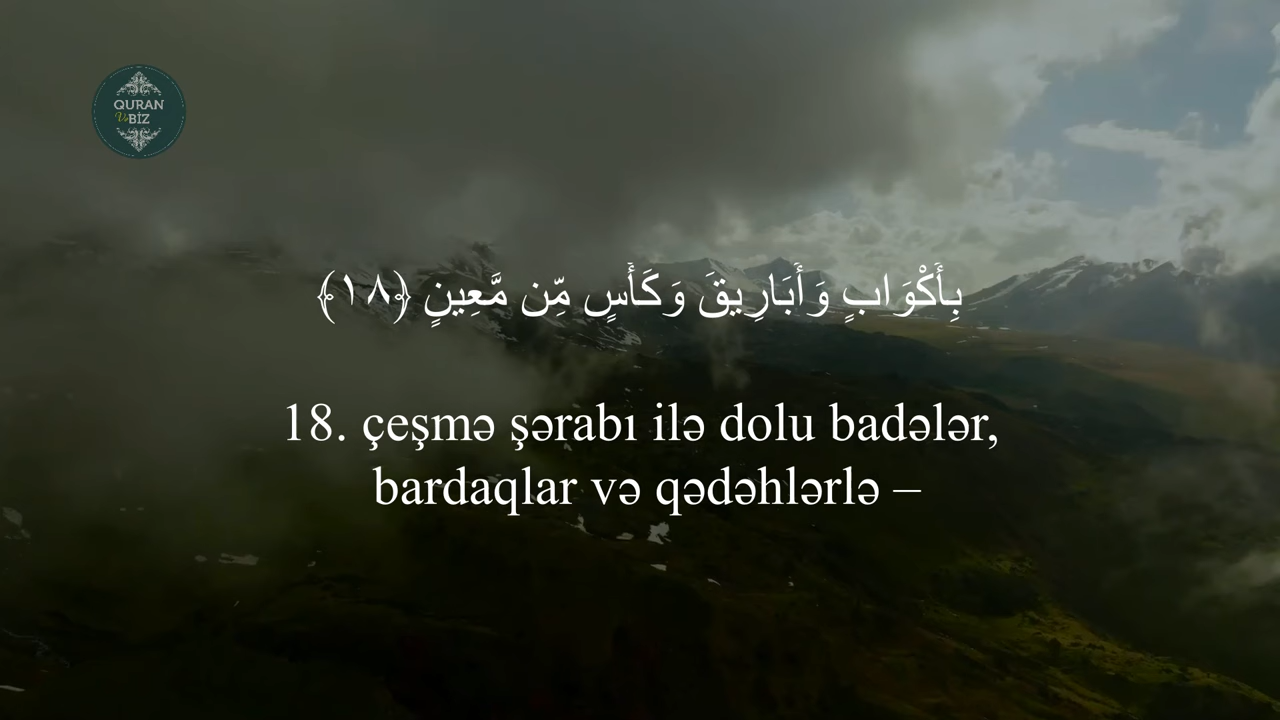 QURAN
Və BİZ
بِأَكْوَابٍ وَأَبَارِيقَ وَكَأْسٍ مِّن مَّعِينٍ ﴿١٨﴾
18. çeşmə şərabı ilə dolu badələr,
bardaqlar və qədəhlərlə –